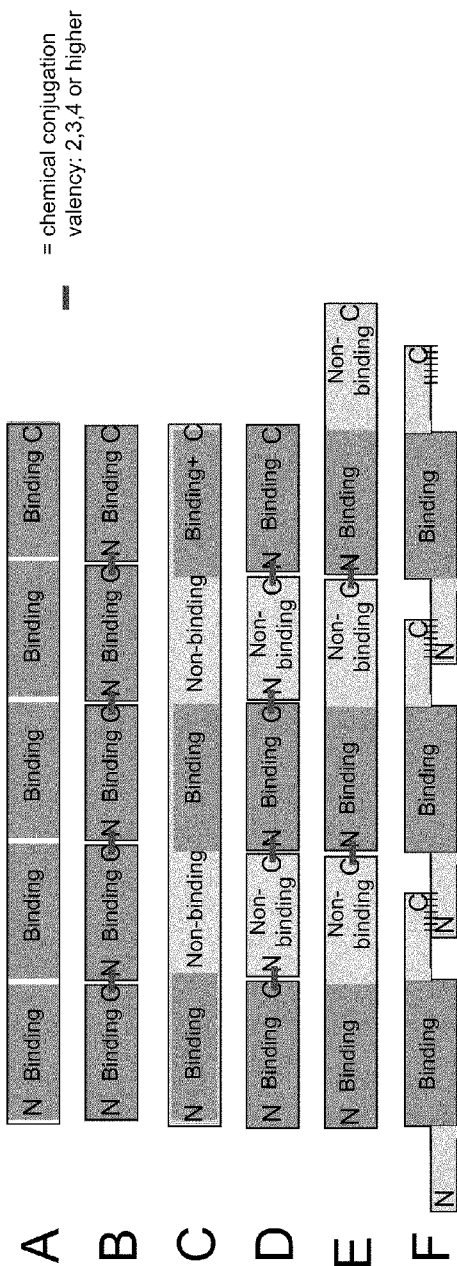 = chemical conjugation
valency: 2,3,4 or higher
A N Binding Binding Binding Binding Binding C
B N Binding C N Binding C N Binding C N Binding C N Binding C
C N Binding Non-binding Binding Non-binding Binding+ C
D N Binding C N Non-
binding C N Binding C N Non-
binding C N Binding C
E N Binding Non-
binding C N Binding Non-
binding C N Binding Non-
binding C
F N Binding C N Binding C N Binding C